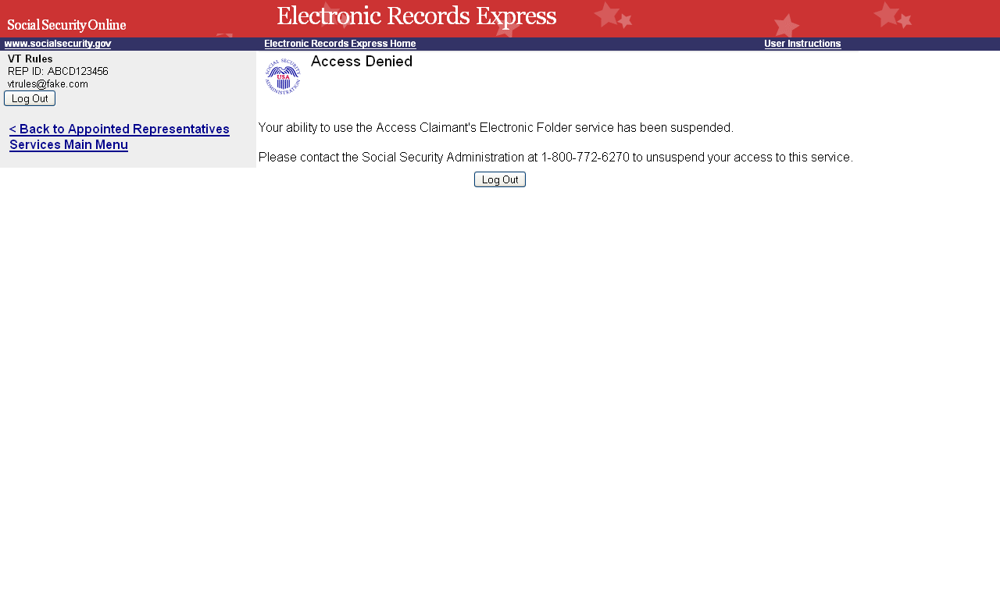 Social Security Online
Electronic Records Express
www.socialsecurity.gov
Electronic Records Express Home
User Instructions
VT Rules
REP ID: ABCD123456
vtrules@fake.com
Log Out
< Back to Appointed Representatives
Services Main Menu
SOCIAL SECURITY
USA
ADMINISTRATION
Access Denied
Your ability to use the Access Claimant's Electronic Folder service has been suspended.
Please contact the Social Security Administration at 1-800-772-6270 to unsuspend your access to this service.
Log Out